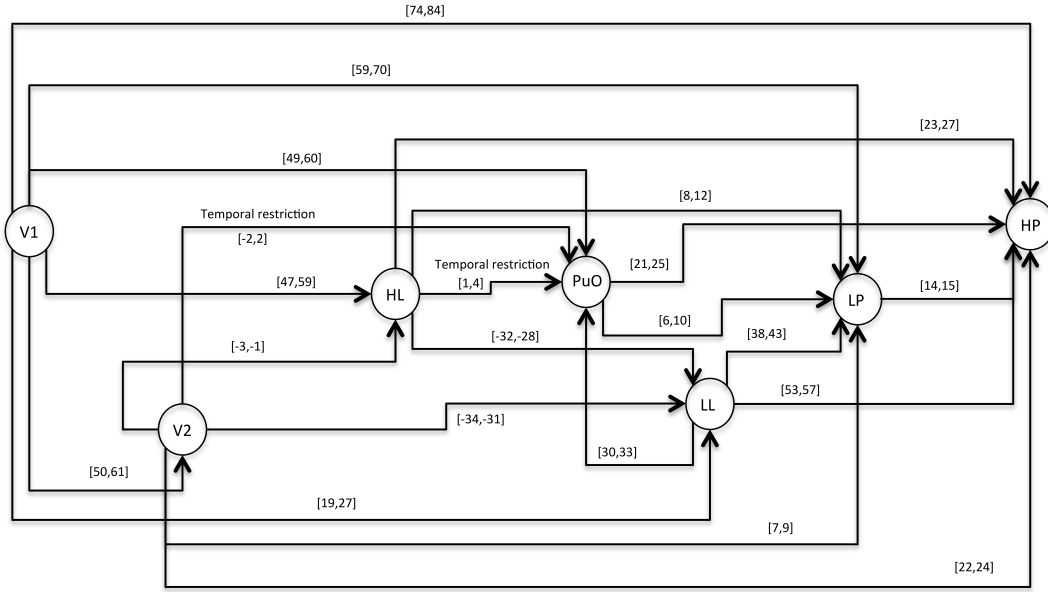 [74,84]
[59,70]
[23,27]
[49,60]
[8,12]
Temporal restriction
V1
HP
[-2,2]
Temporal restriction
[21,25]
[47,59]
[1,4]
PuO
HL
LP
[14,15]
[6,10]
[-32,-28]
[38,43]
[-3,-1]
[53,57]
LL
[-34,-31]
V2
[30,33]
[50,61]
[19,27]
[7,9]
[22,24]